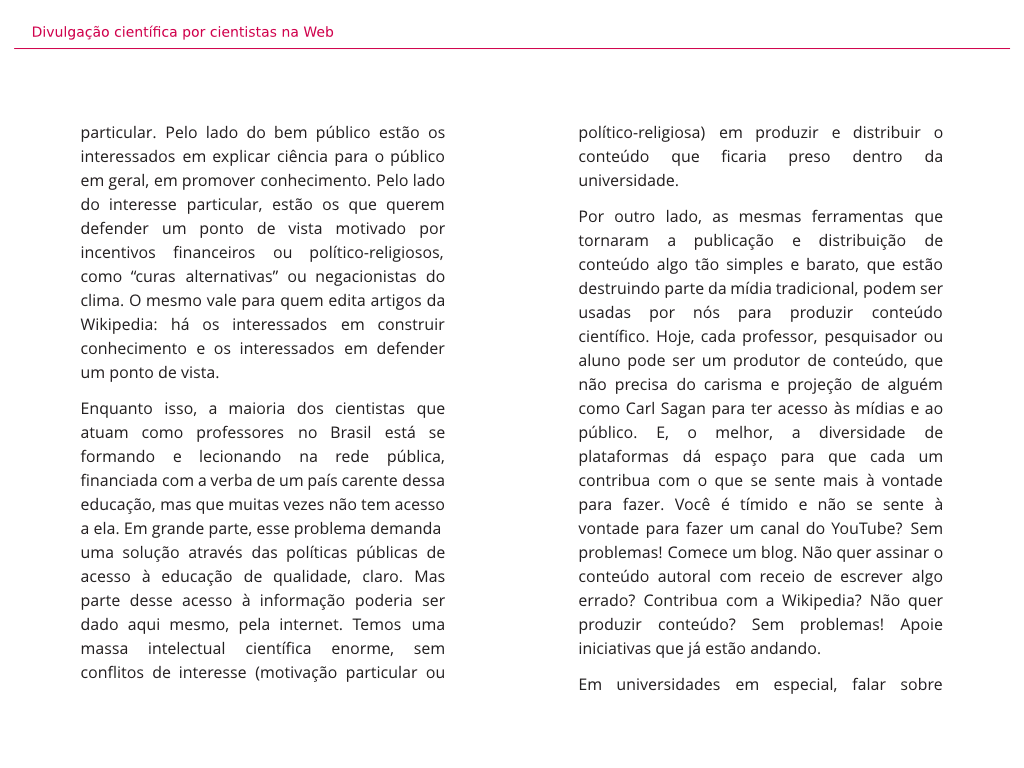 Divulgação científica por cientistas na Web
particular. Pelo lado do bem público estão os
interessados em explicar ciência para o público
em geral, em promover conhecimento. Pelo lado
do interesse particular, estão os que querem
defender um ponto de vista motivado por
incentivos financeiros ou político-religiosos,
como “curas alternativas” ou negacionistas do
clima. O mesmo vale para quem edita artigos da
Wikipedia: há os interessados em construir
conhecimento e os interessados em defender
um ponto de vista.
Enquanto isso, a maioria dos cientistas que
atuam como professores no Brasil está se
formando e lecionando na rede pública,
financiada com a verba de um país carente dessa
educação, mas que muitas vezes não tem acesso
a ela. Em grande parte, esse problema demanda
uma solução através das políticas públicas de
acesso à educação de qualidade, claro. Mas
parte desse acesso à informação poderia ser
dado aqui mesmo, pela internet. Temos uma
massa intelectual científica enorme, sem
conflitos de interesse (motivação particular ou
político-religiosa) em produzir e distribuir o
conteúdo que ficaria preso dentro da
universidade.
Por outro lado, as mesmas ferramentas que
tornaram a publicação e distribuição de
conteúdo algo tão simples e barato, que estão
destruindo parte da mídia tradicional, podem ser
usadas por nós para produzir conteúdo
científico. Hoje, cada professor, pesquisador ou
aluno pode ser um produtor de conteúdo, que
não precisa do carisma e projeção de alguém
como Carl Sagan para ter acesso às mídias e ao
público. E, o melhor, a diversidade de
plataformas dá espaço para que cada um
contribua com o que se sente mais à vontade
para fazer. Você é tímido e não se sente à
vontade para fazer um canal do YouTube? Sem
problemas! Comece um blog. Não quer assinar o
conteúdo autoral com receio de escrever algo
errado? Contribua com a Wikipedia? Não quer
produzir conteúdo? Sem problemas! Apoie
iniciativas que já estão andando.
Em universidades em especial, falar sobre